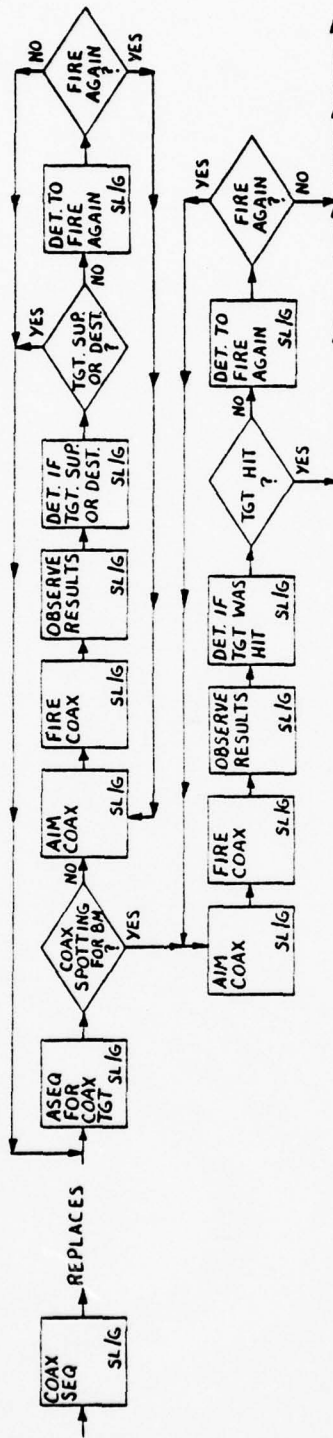 COAX
SEQ
SL/G
REPLACES
ASEQ
FOR
COAX
TGT
SL/G
COAX
SPOTTING
FOR BM
?
NO
YES
AIM
COAX
SL/G
FIRE
COAX
SL/G
OBSERVE
RESULTS
SL/G
DET. IF
TGT. SUP.
OR DEST.
SL/G
TGT. SUP.
OR DEST.
?
YES
NO
DET. TO
FIRE
AGAIN
SL/G
FIRE
AGAIN
?
NO
YES
AIM
COAX
SL/G
FIRE
COAX
SL/G
OBSERVE
RESULTS
SL/G
DET. IF
TGT WAS
HIT
SL/G
TGT HIT
?
NO
YES
DET. TO
FIRE
AGAIN
SL/G
FIRE
AGAIN
?
YES
NO